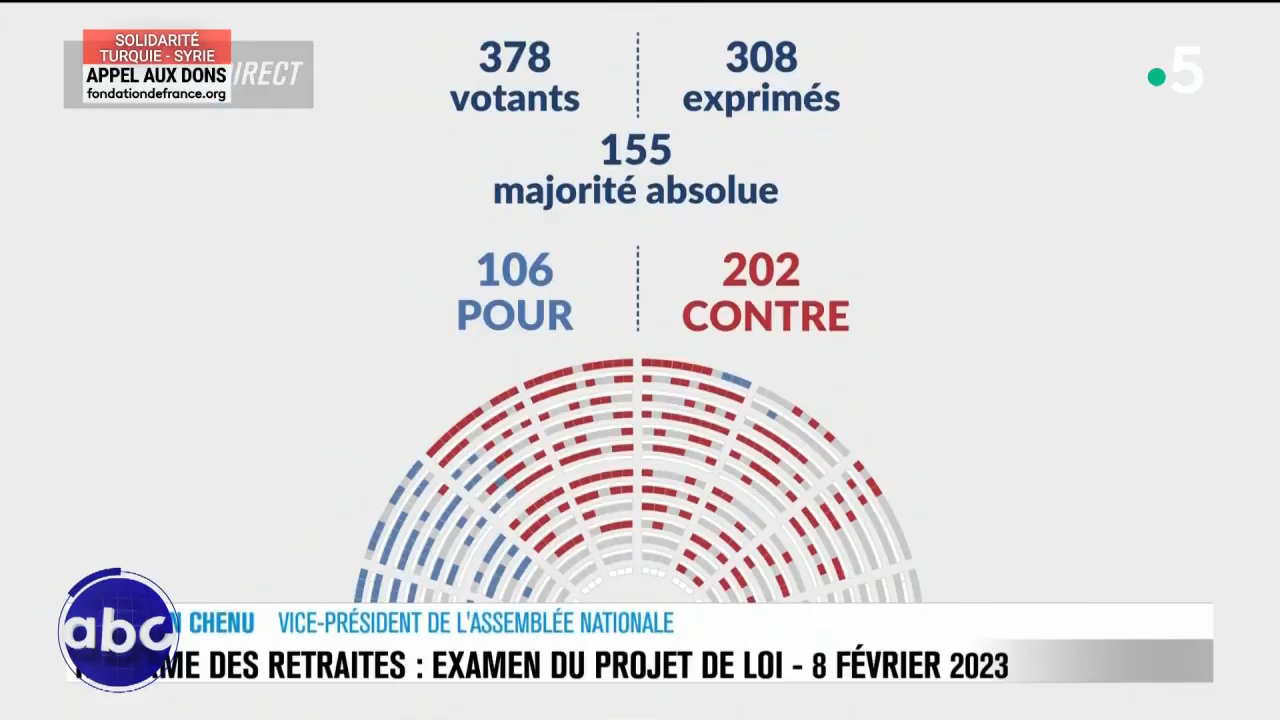 SOLIDARITÉ
TURQUIE - SYRIE
APPEL AUX DONS
fondationdefrance.org
IRECT
5
378 votants
308 exprimés
155
majorité absolue
106 POUR
202 CONTRE
abc
N CHENU VICE-PRÉSIDENT DE L'ASSEMBLÉE NATIONALE
ME DES RETRAITES : EXAMEN DU PROJET DE LOI - 8 FÉVRIER 2023